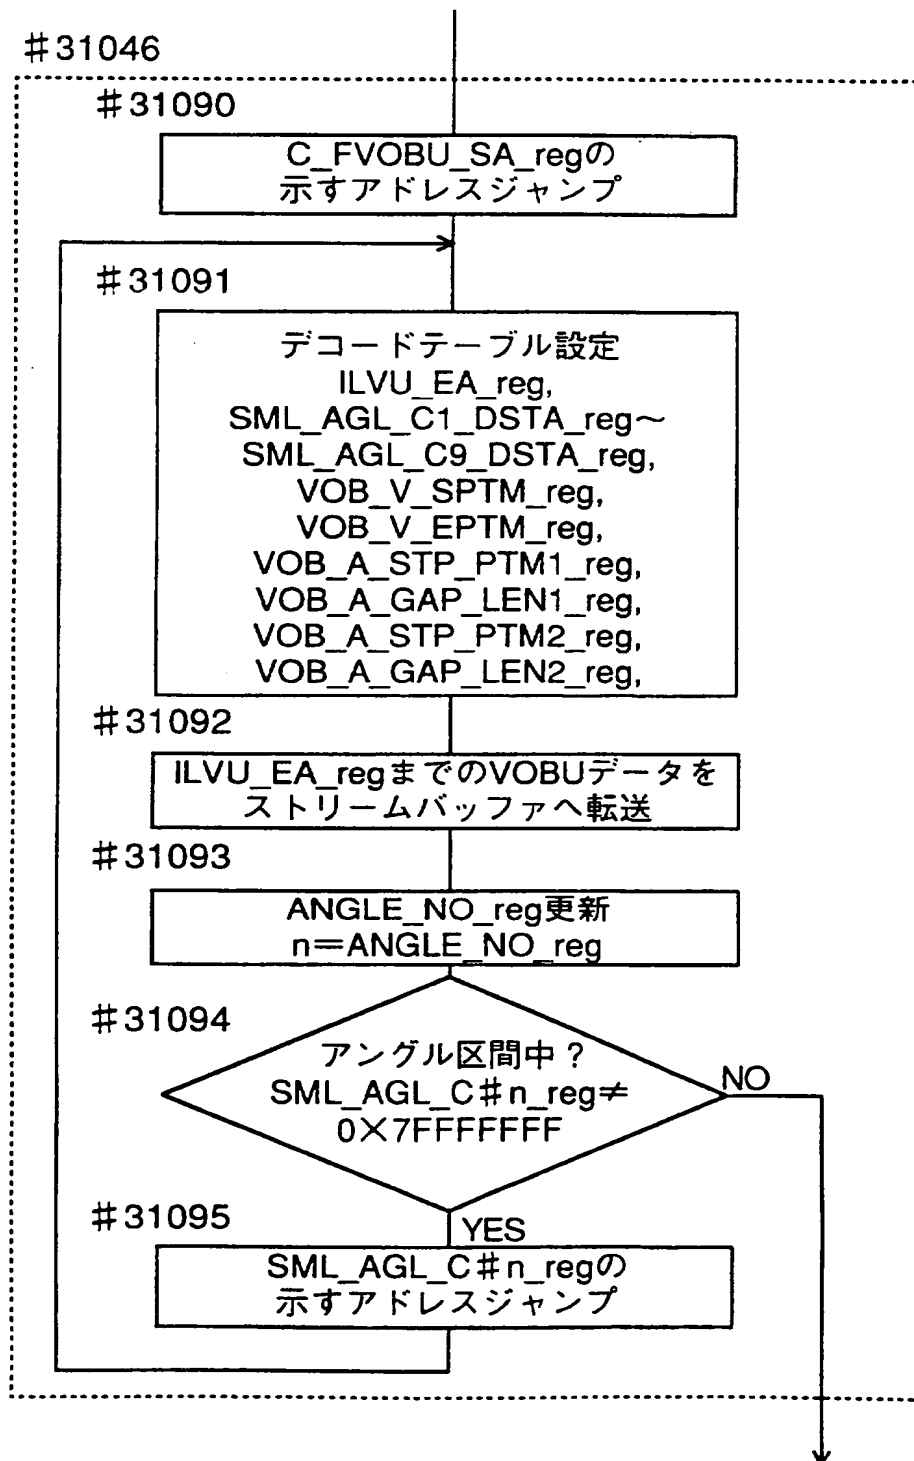 #31046
#31090
C_FVOBU_SA_regの
示すアドレスジャンプ
#31091
デコードテーブル設定
ILVU_EA_reg,
SML_AGL_C1_DSTA_reg~
SML_AGL_C9_DSTA_reg,
VOB_V_SPTM_reg,
VOB_V_EPTM_reg,
VOB_A_STP_PTM1_reg,
VOB_A_GAP_LEN1_reg,
VOB_A_STP_PTM2_reg,
VOB_A_GAP_LEN2_reg,
#31092
ILVU_EA_regまでのVOBUデータを
ストリームバッファへ転送
#31093
ANGLE_NO_reg更新
n=ANGLE_NO_reg
#31094
アングル区間中?
SML_AGL_C#n_reg≠
0×7FFFFFFF
NO
#31095
YES
SML_AGL_C#n_regの
示すアドレスジャンプ